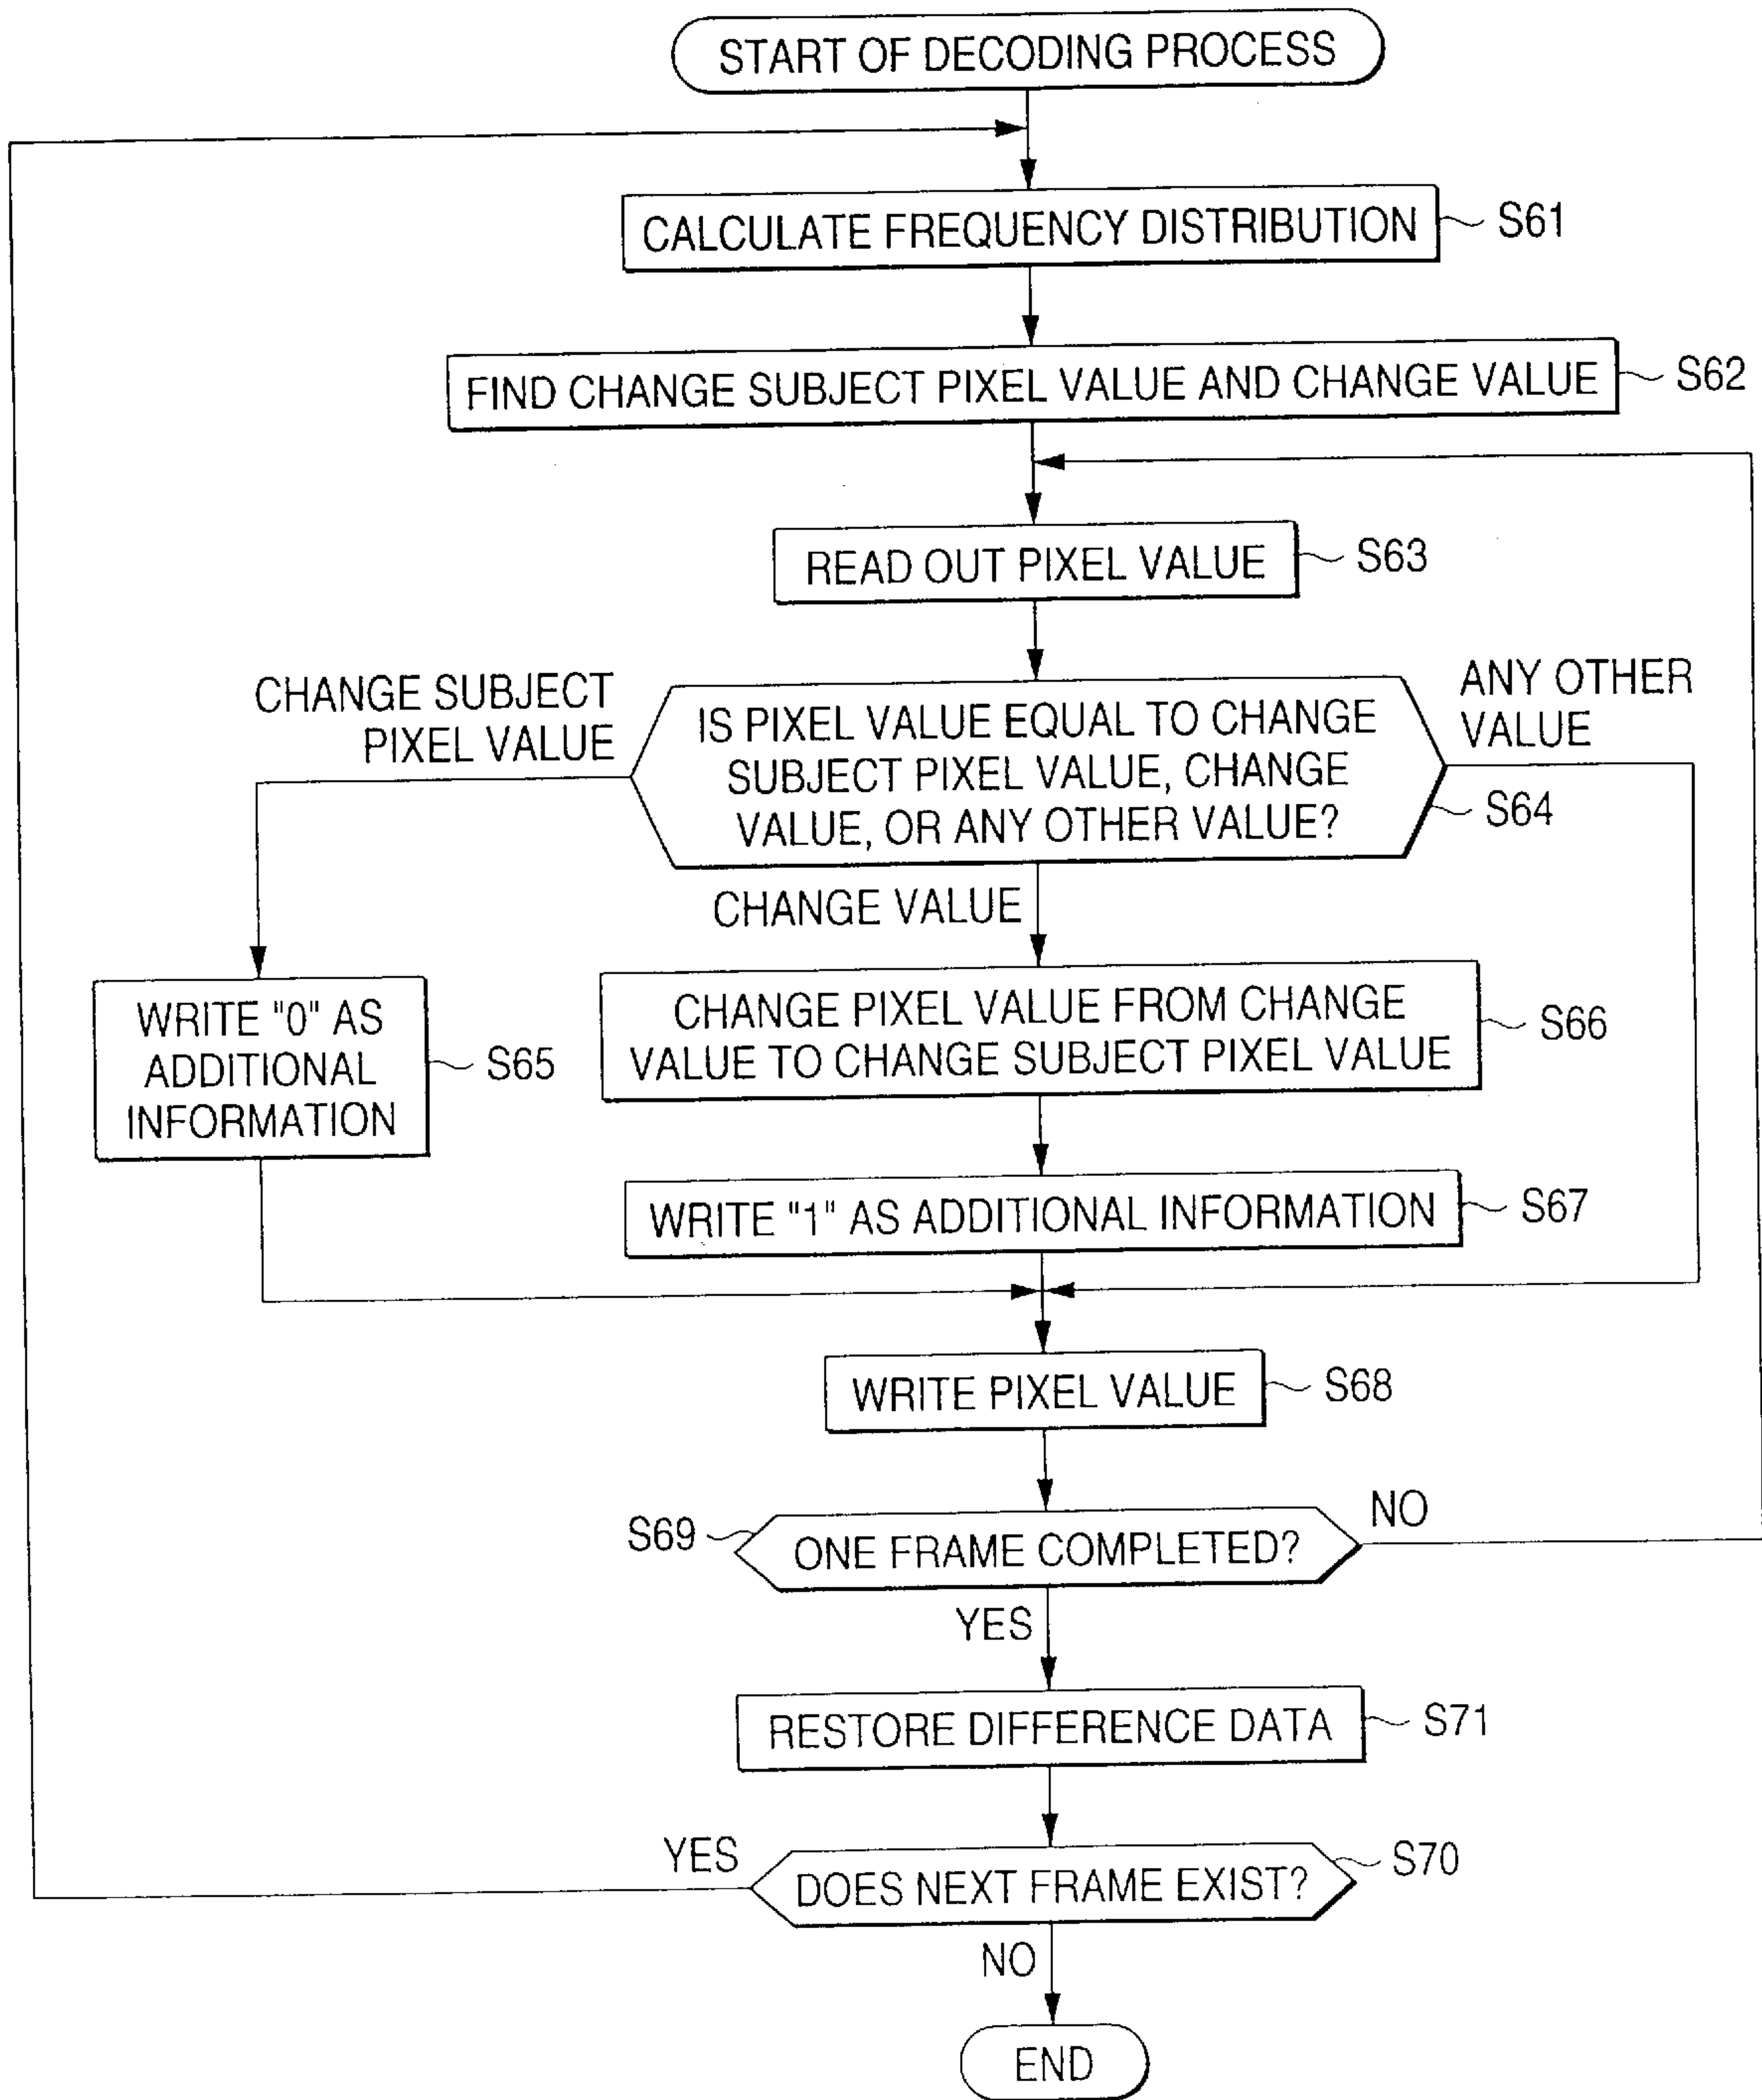 START OF DECODING PROCESS
CALCULATE FREQUENCY DISTRIBUTION
S61
FIND CHANGE SUBJECT PIXEL VALUE AND CHANGE VALUE
S62
READ OUT PIXEL VALUE
S63
CHANGE SUBJECT
PIXEL VALUE
IS PIXEL VALUE EQUAL TO CHANGE
SUBJECT PIXEL VALUE, CHANGE
VALUE, OR ANY OTHER VALUE?
S64
ANY OTHER
VALUE
CHANGE VALUE
WRITE "0" AS
ADDITIONAL
INFORMATION
S65
CHANGE PIXEL VALUE FROM CHANGE
VALUE TO CHANGE SUBJECT PIXEL VALUE
S66
WRITE "1" AS ADDITIONAL INFORMATION
S67
WRITE PIXEL VALUE
S68
S69
ONE FRAME COMPLETED?
NO
YES
RESTORE DIFFERENCE DATA
S71
YES
DOES NEXT FRAME EXIST?
S70
NO
END